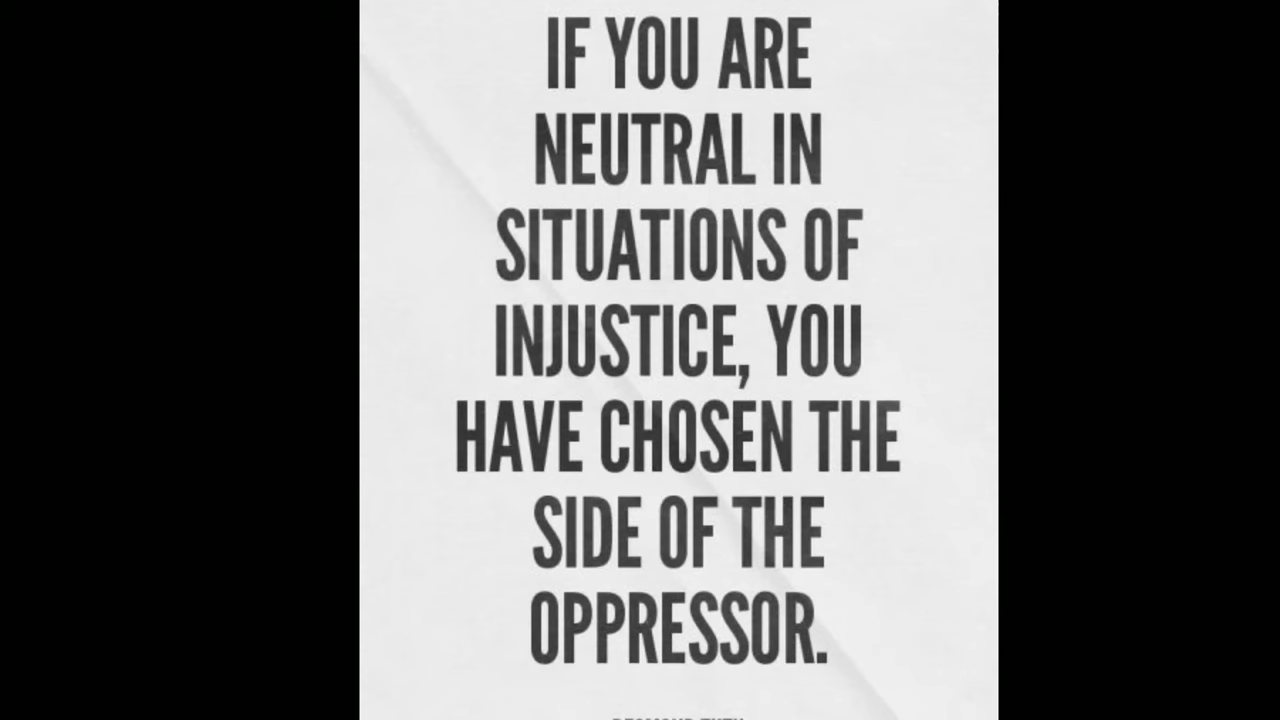 IF YOU ARE
NEUTRAL IN
SITUATIONS OF
INJUSTICE, YOU
HAVE CHOSEN THE
SIDE OF THE
OPPRESSOR.